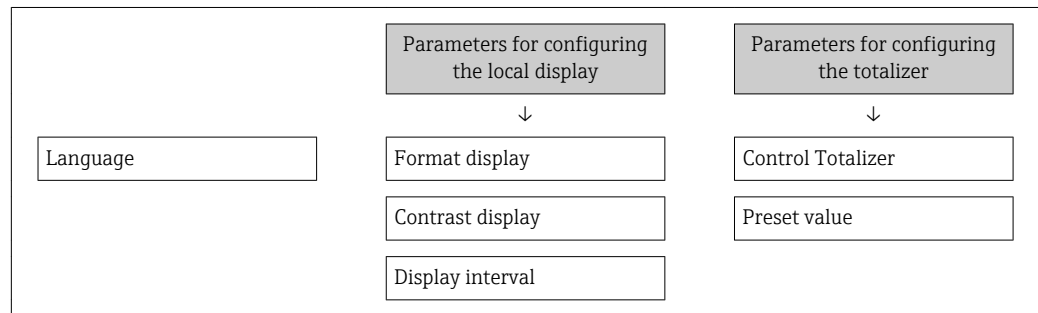 Parameters for configuring
the local display
Parameters for configuring
the totalizer
↓
↓
Language
Format display
Control Totalizer
Contrast display
Preset value
Display interval